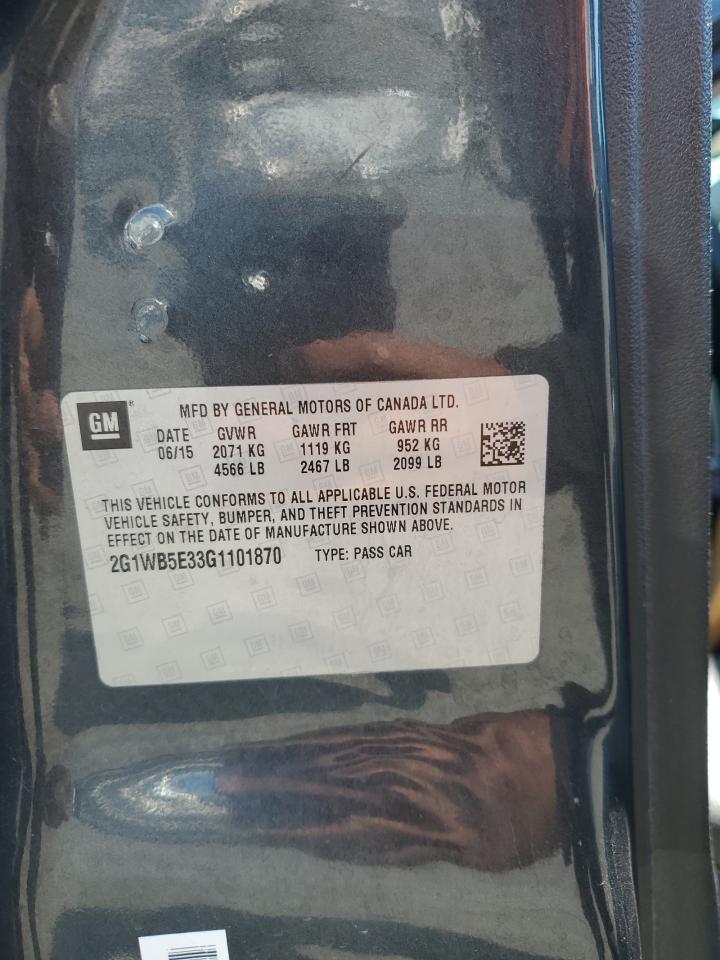 GM®
MFD BY GENERAL MOTORS OF CANADA LTD.
DATE GVWR GAWR FRT GAWR RR
06/15 2071 KG 1119 KG 952 KG
4566 LB 2467 LB 2099 LB
THIS VEHICLE CONFORMS TO ALL APPLICABLE U.S. FEDERAL MOTOR
VEHICLE SAFETY, BUMPER, AND THEFT PREVENTION STANDARDS IN
EFFECT ON THE DATE OF MANUFACTURE SHOWN ABOVE.
2G1WB5E33G1101870 TYPE: PASS CAR